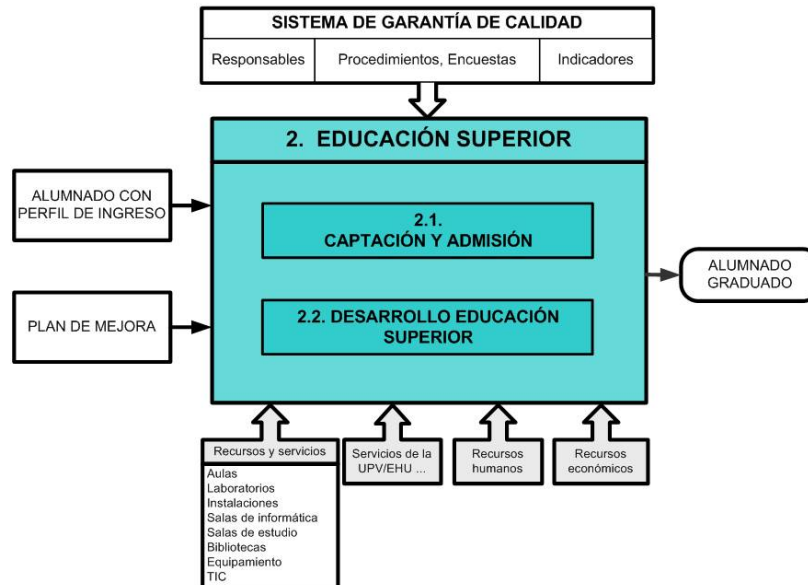 SISTEMA DE GARANTÍA DE CALIDAD
Responsables
Procedimientos, Encuestas
Indicadores
2. EDUCACIÓN SUPERIOR
ALUMNADO CON
PERFIL DE INGRESO
2.1.
CAPTACIÓN Y ADMISIÓN
ALUMNADO
GRADUADO
PLAN DE MEJORA
2.2. DESARROLLO EDUCACIÓN
SUPERIOR
Recursos y servicios
Aulas
Laboratorios
Instalaciones
Salas de informática
Salas de estudio
Bibliotecas
Equipamiento
TIC
Servicios de la
UPV/EHU ...
Recursos
humanos
Recursos
económicos